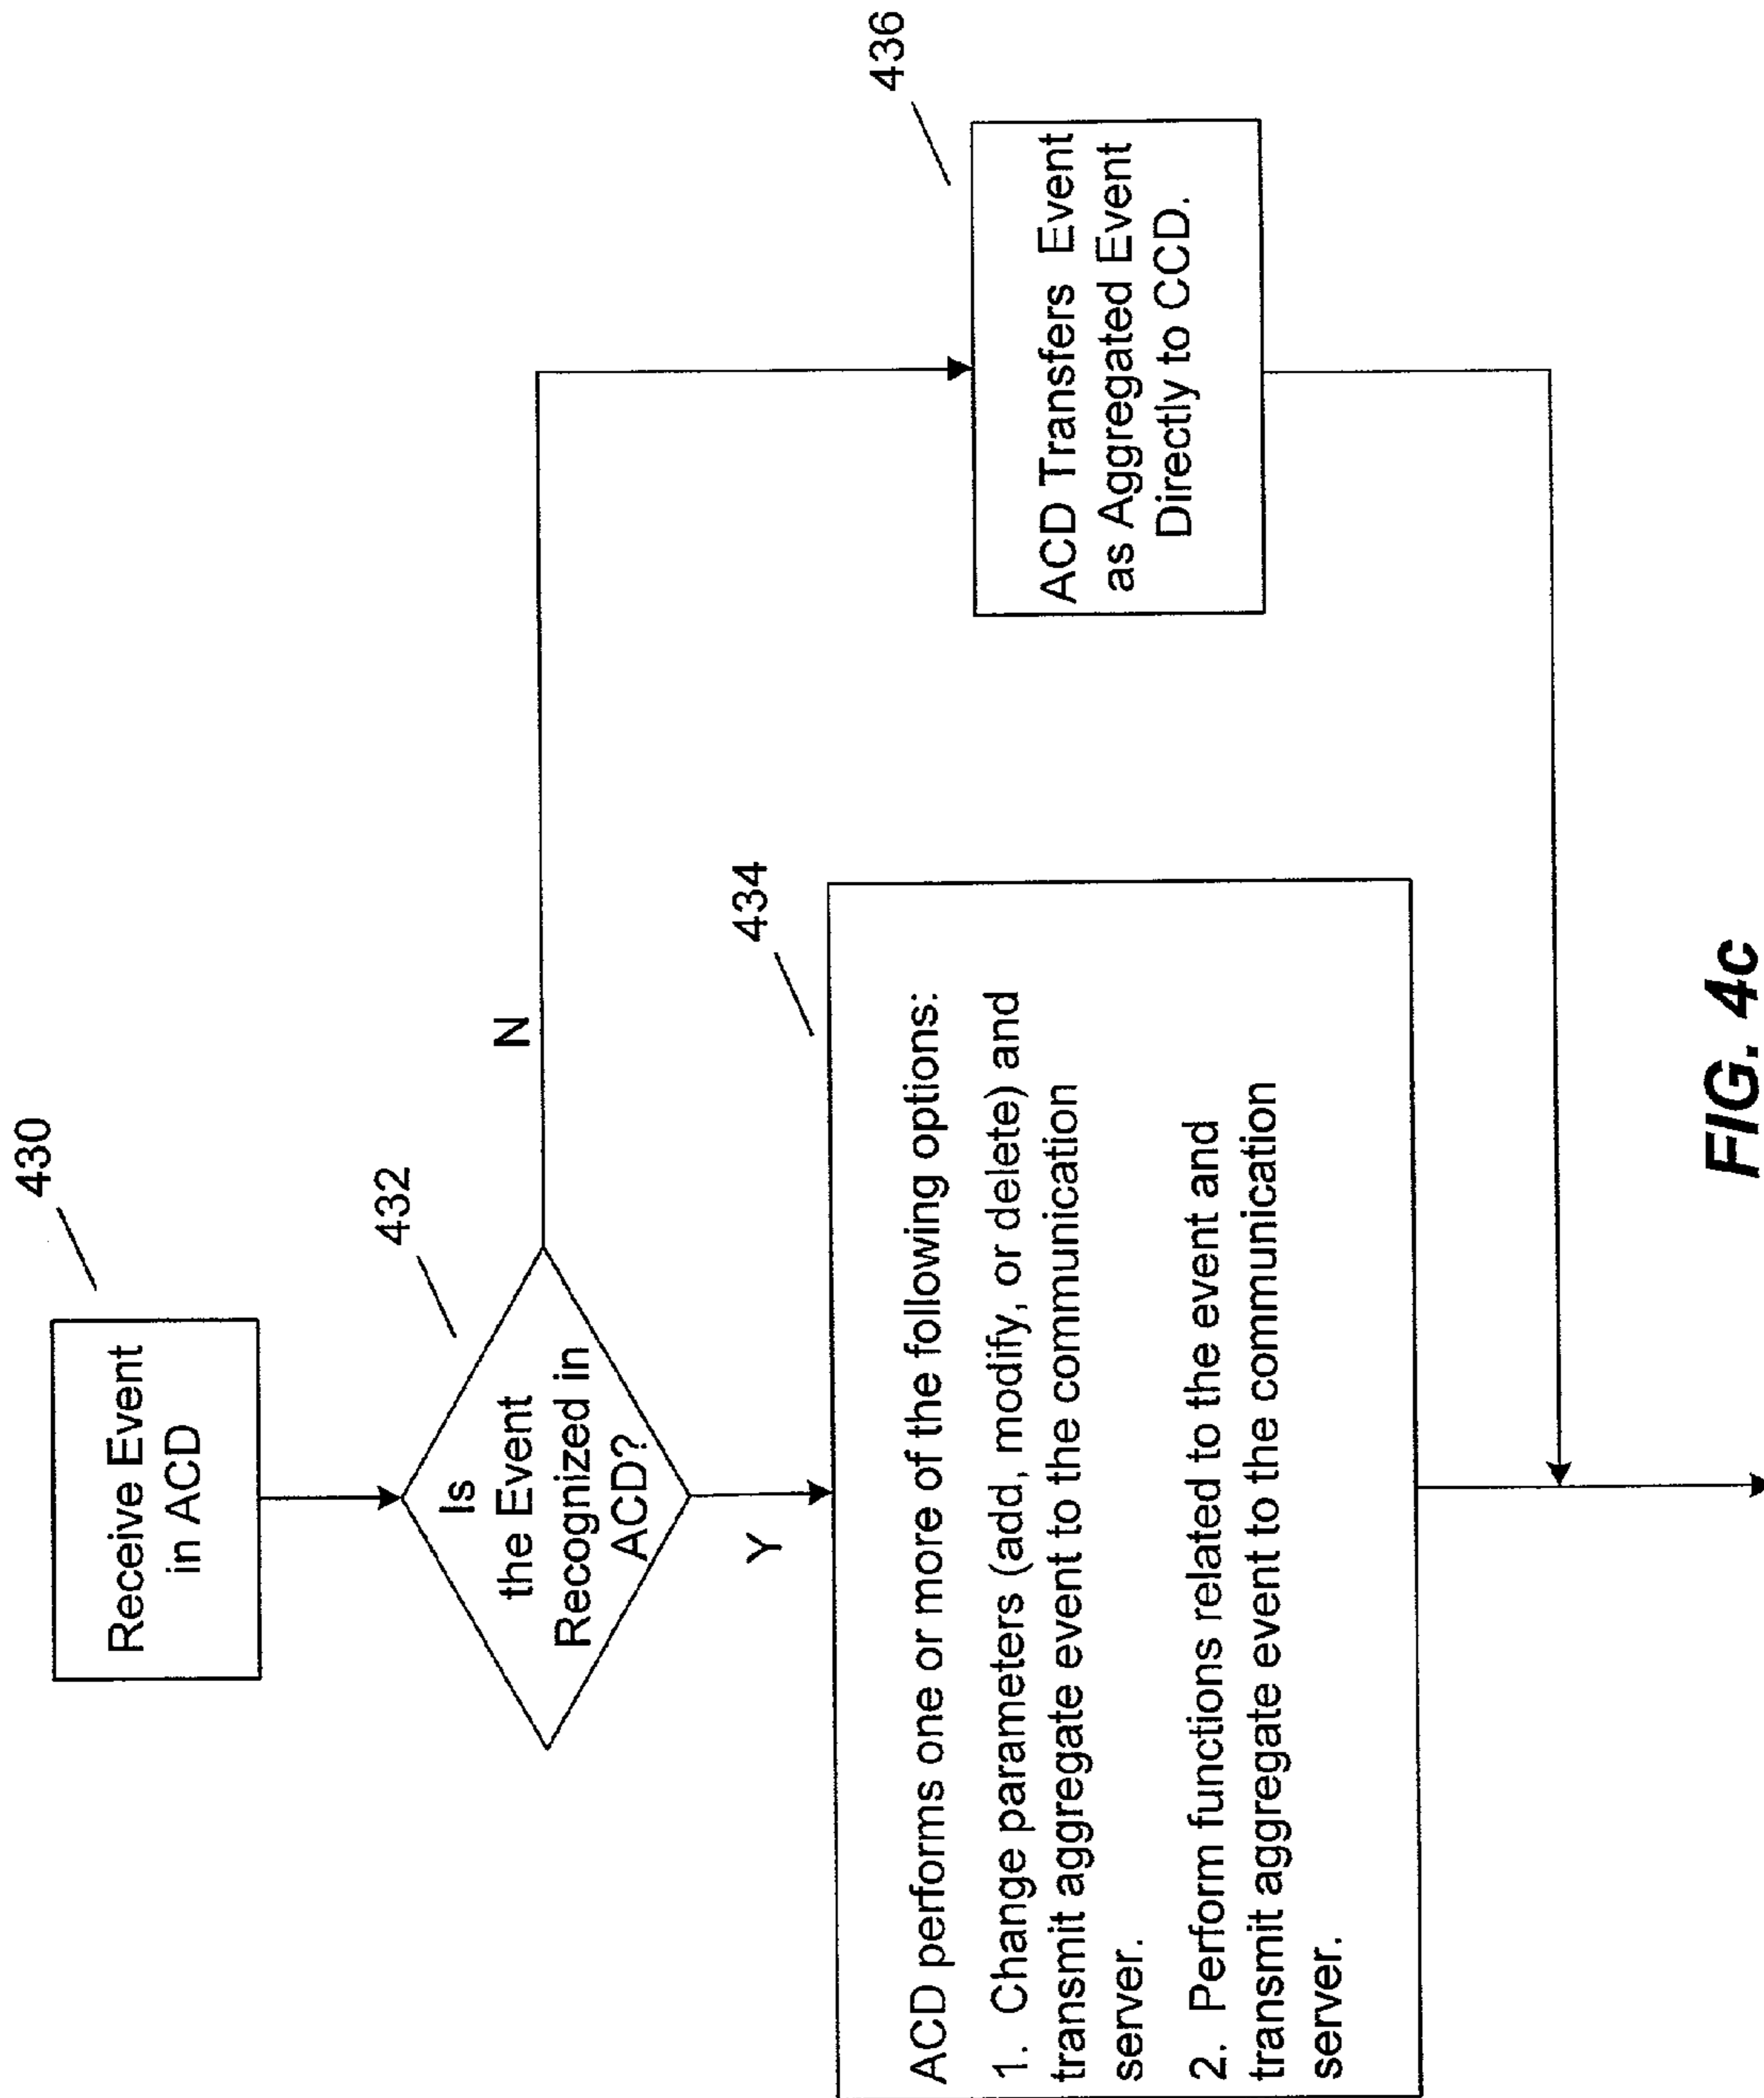 430
Receive Event
in ACD
432
Is
the Event
Recognized in
ACD?
N
Y
434
ACD performs one or more of the following options:
1. Change parameters (add, modify, or delete) and
transmit aggregate event to the communication
server.
2. Perform functions related to the event and
transmit aggregate event to the communication
server.
436
ACD Transfers Event
as Aggregated Event
Directly to CCD.
FIG. 4c